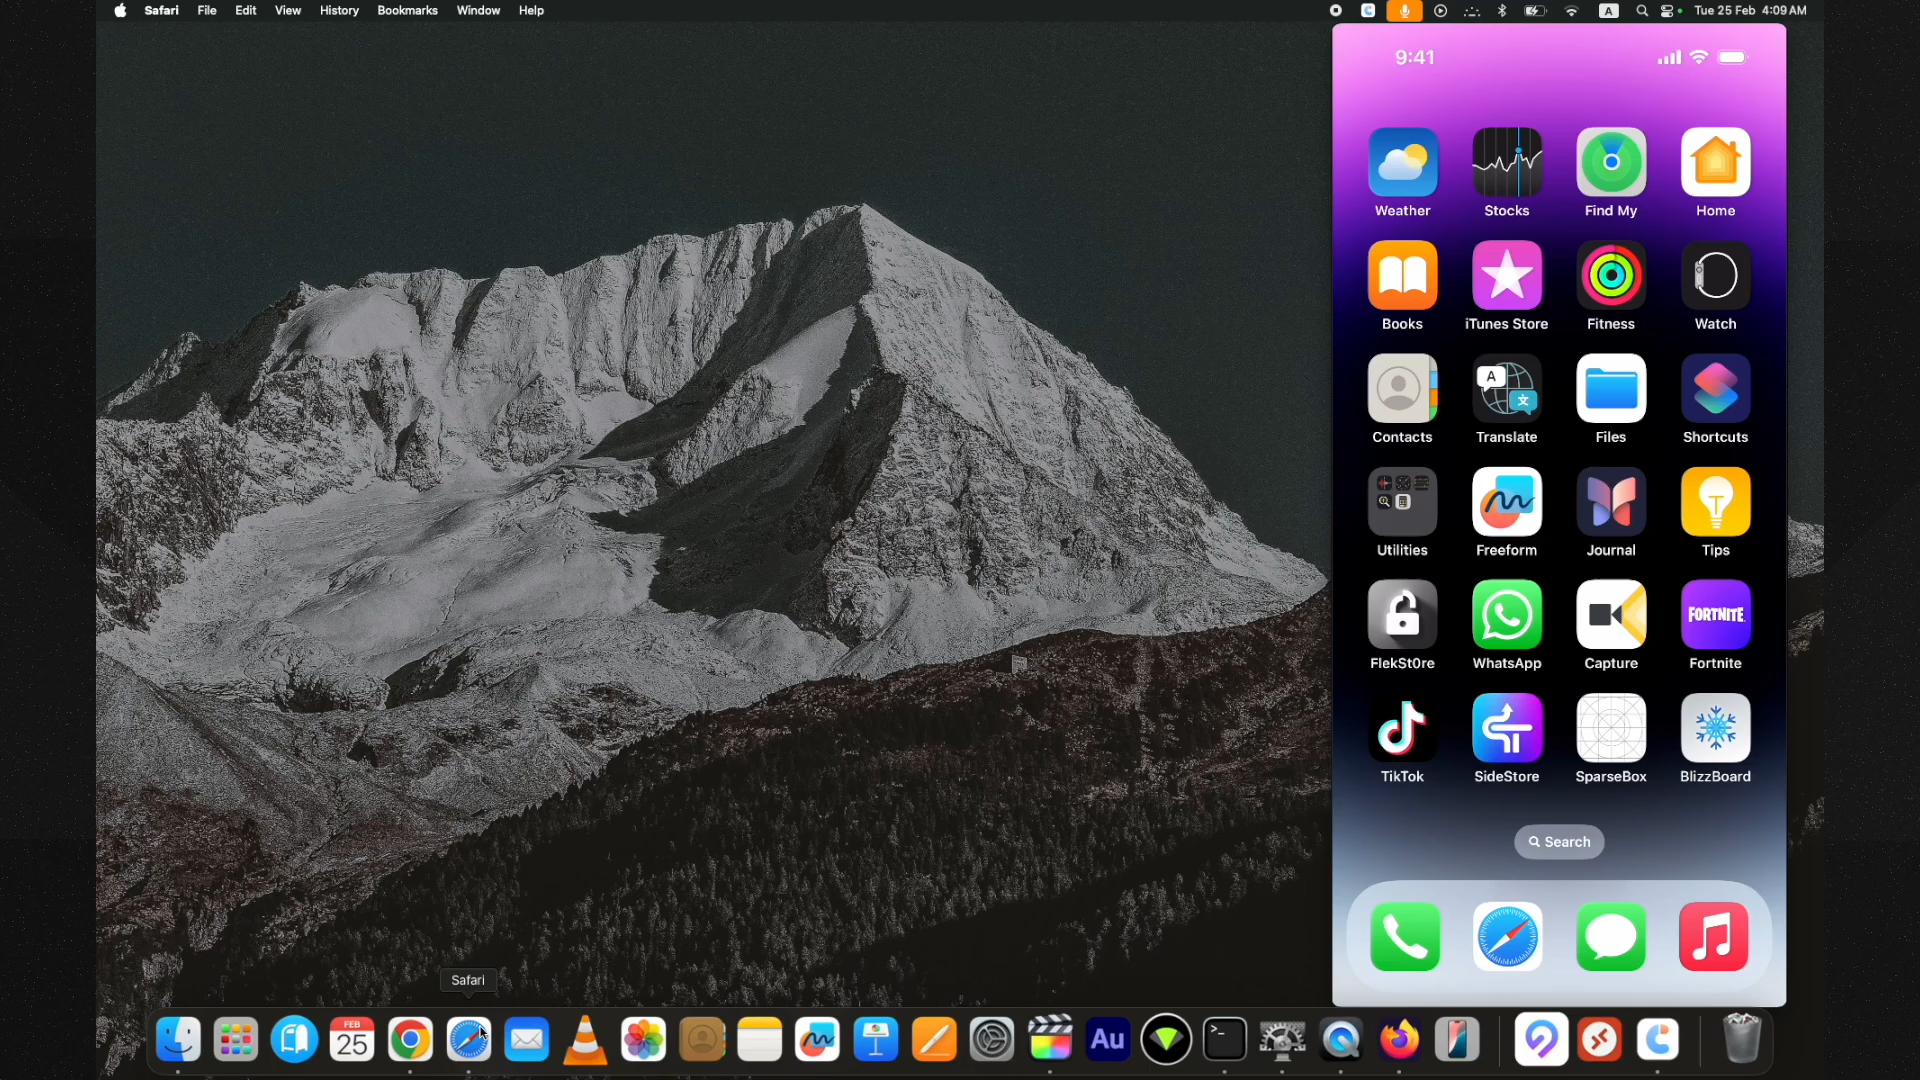 Safari File Edit View History Bookmarks Window Help
A
Tue 25 Feb 4:09 AM
9:41
Weather Stocks Find My Home
Books iTunes Store Fitness Watch
A
文
Contacts Translate Files Shortcuts
T
Utilities Freeform Journal Tips
FORTNITE
FlekSt0re WhatsApp Capture Fortnite
TikTok SideStore SparseBox BlizzBoard
Search
Safari
FEB
25
Au
>_